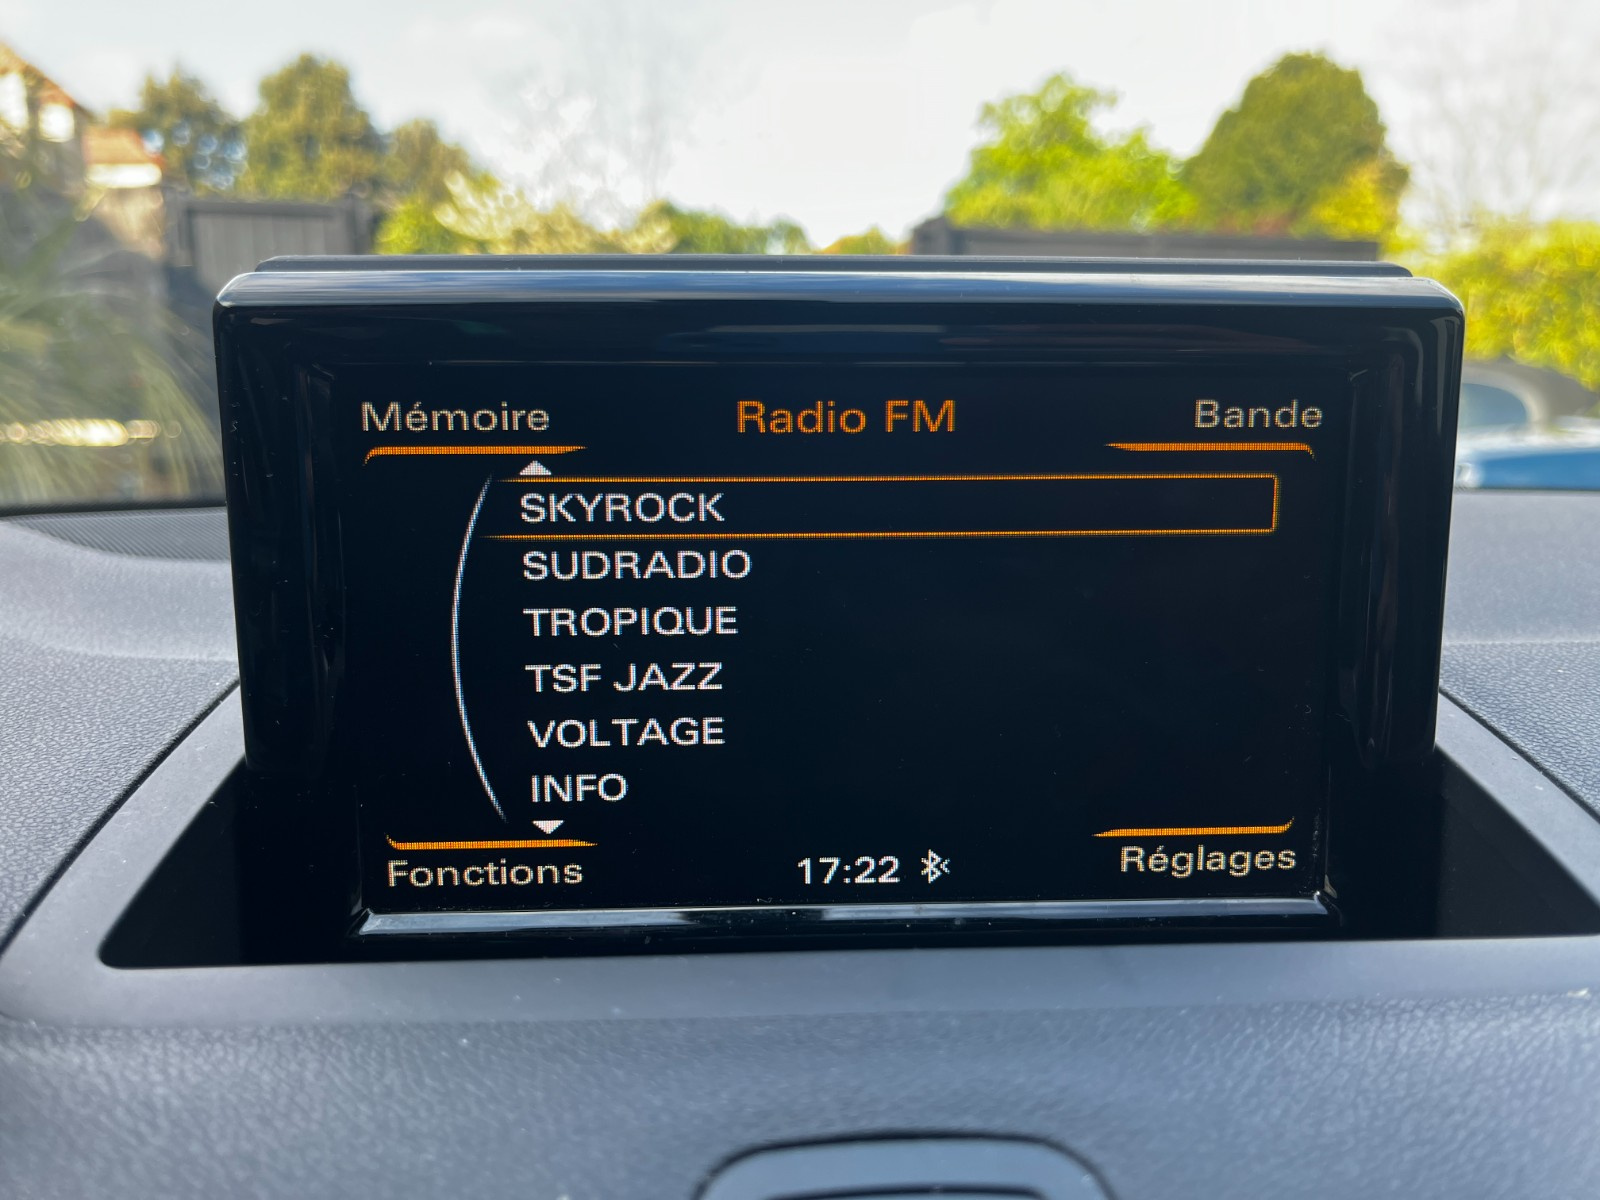 Mémoire Radio FM Bande
SKYROCK
SUDRADIO
TROPIQUE
TSF JAZZ
VOLTAGE
INFO
Fonctions 17:22 Réglages